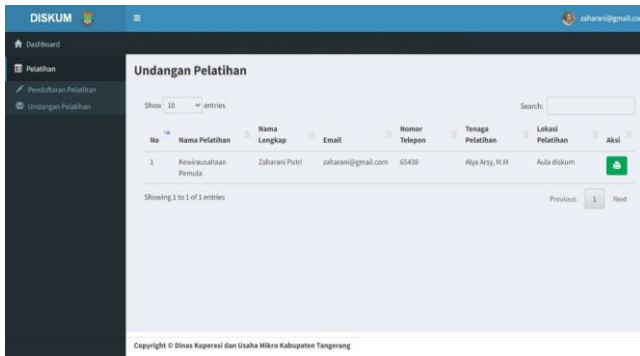 DISKUM
zaharani@gmail.co
Dashboard
Pelatihan
Pendaftaran Pelatihan
Undangan Pelatihan
Undangan Pelatihan
Show 10 entries
Search:
No
Nama Pelatihan
Nama Lengkap
Email
Nomor Telepon
Tenaga Pelatihan
Lokasi Pelatihan
Aksi
1
Kewirausahaan Pemula
Zaharani Putri
zaharani@gmail.com
65438
Alya Arsy, M.M
Aula diskum
Showing 1 to 1 of 1 entries
Previous 1 Next
Copyright © Dinas Koperasi dan Usaha Mikro Kabupaten Tangerang